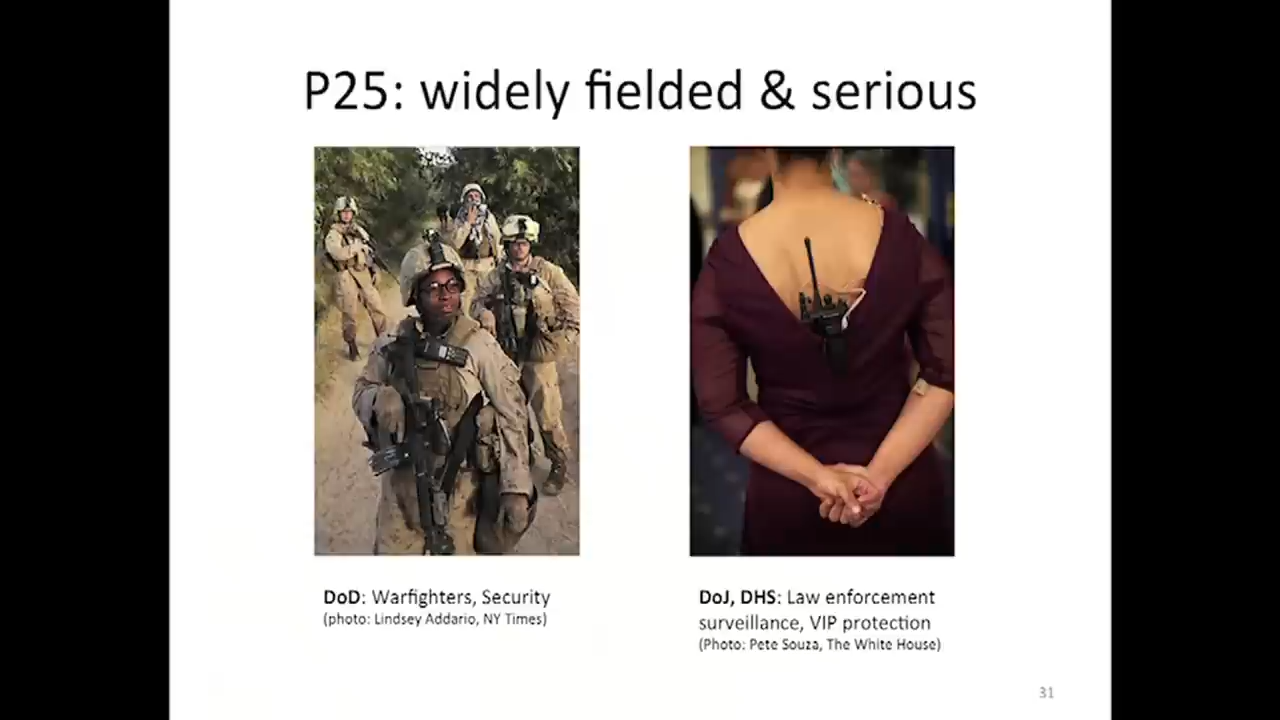 P25: widely fielded & serious
DoD: Warfighters, Security
(photo: Lindsey Addario, NY Times)
DoJ, DHS: Law enforcement
surveillance, VIP protection
(Photo: Pete Souza, The White House)
31